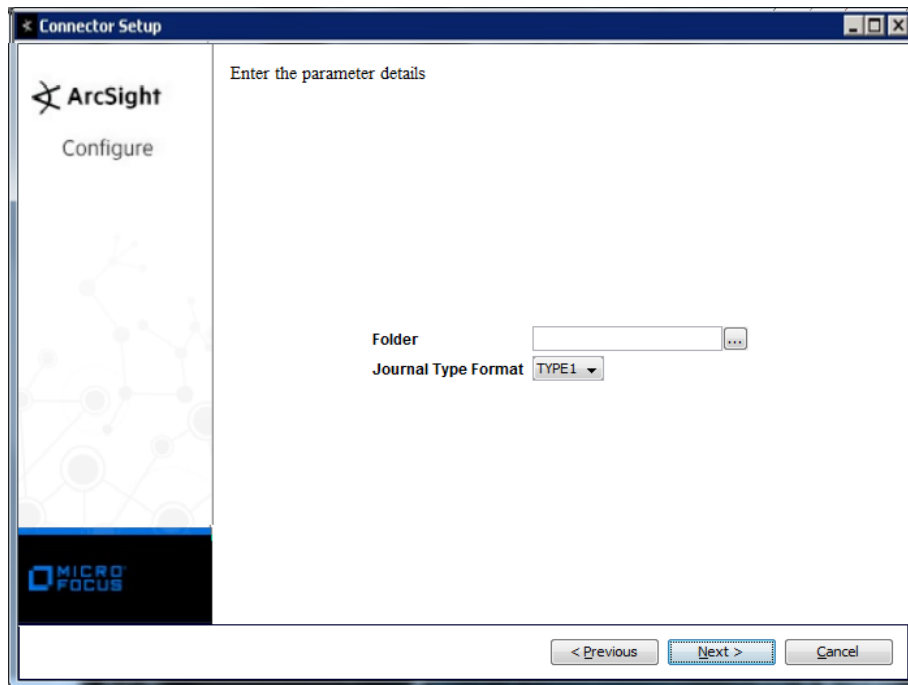 Connector Setup
ArcSight
Configure
Enter the parameter details
Folder
...
Journal Type Format TYPE1
MICRO
FOCUS
< Previous Next > Cancel